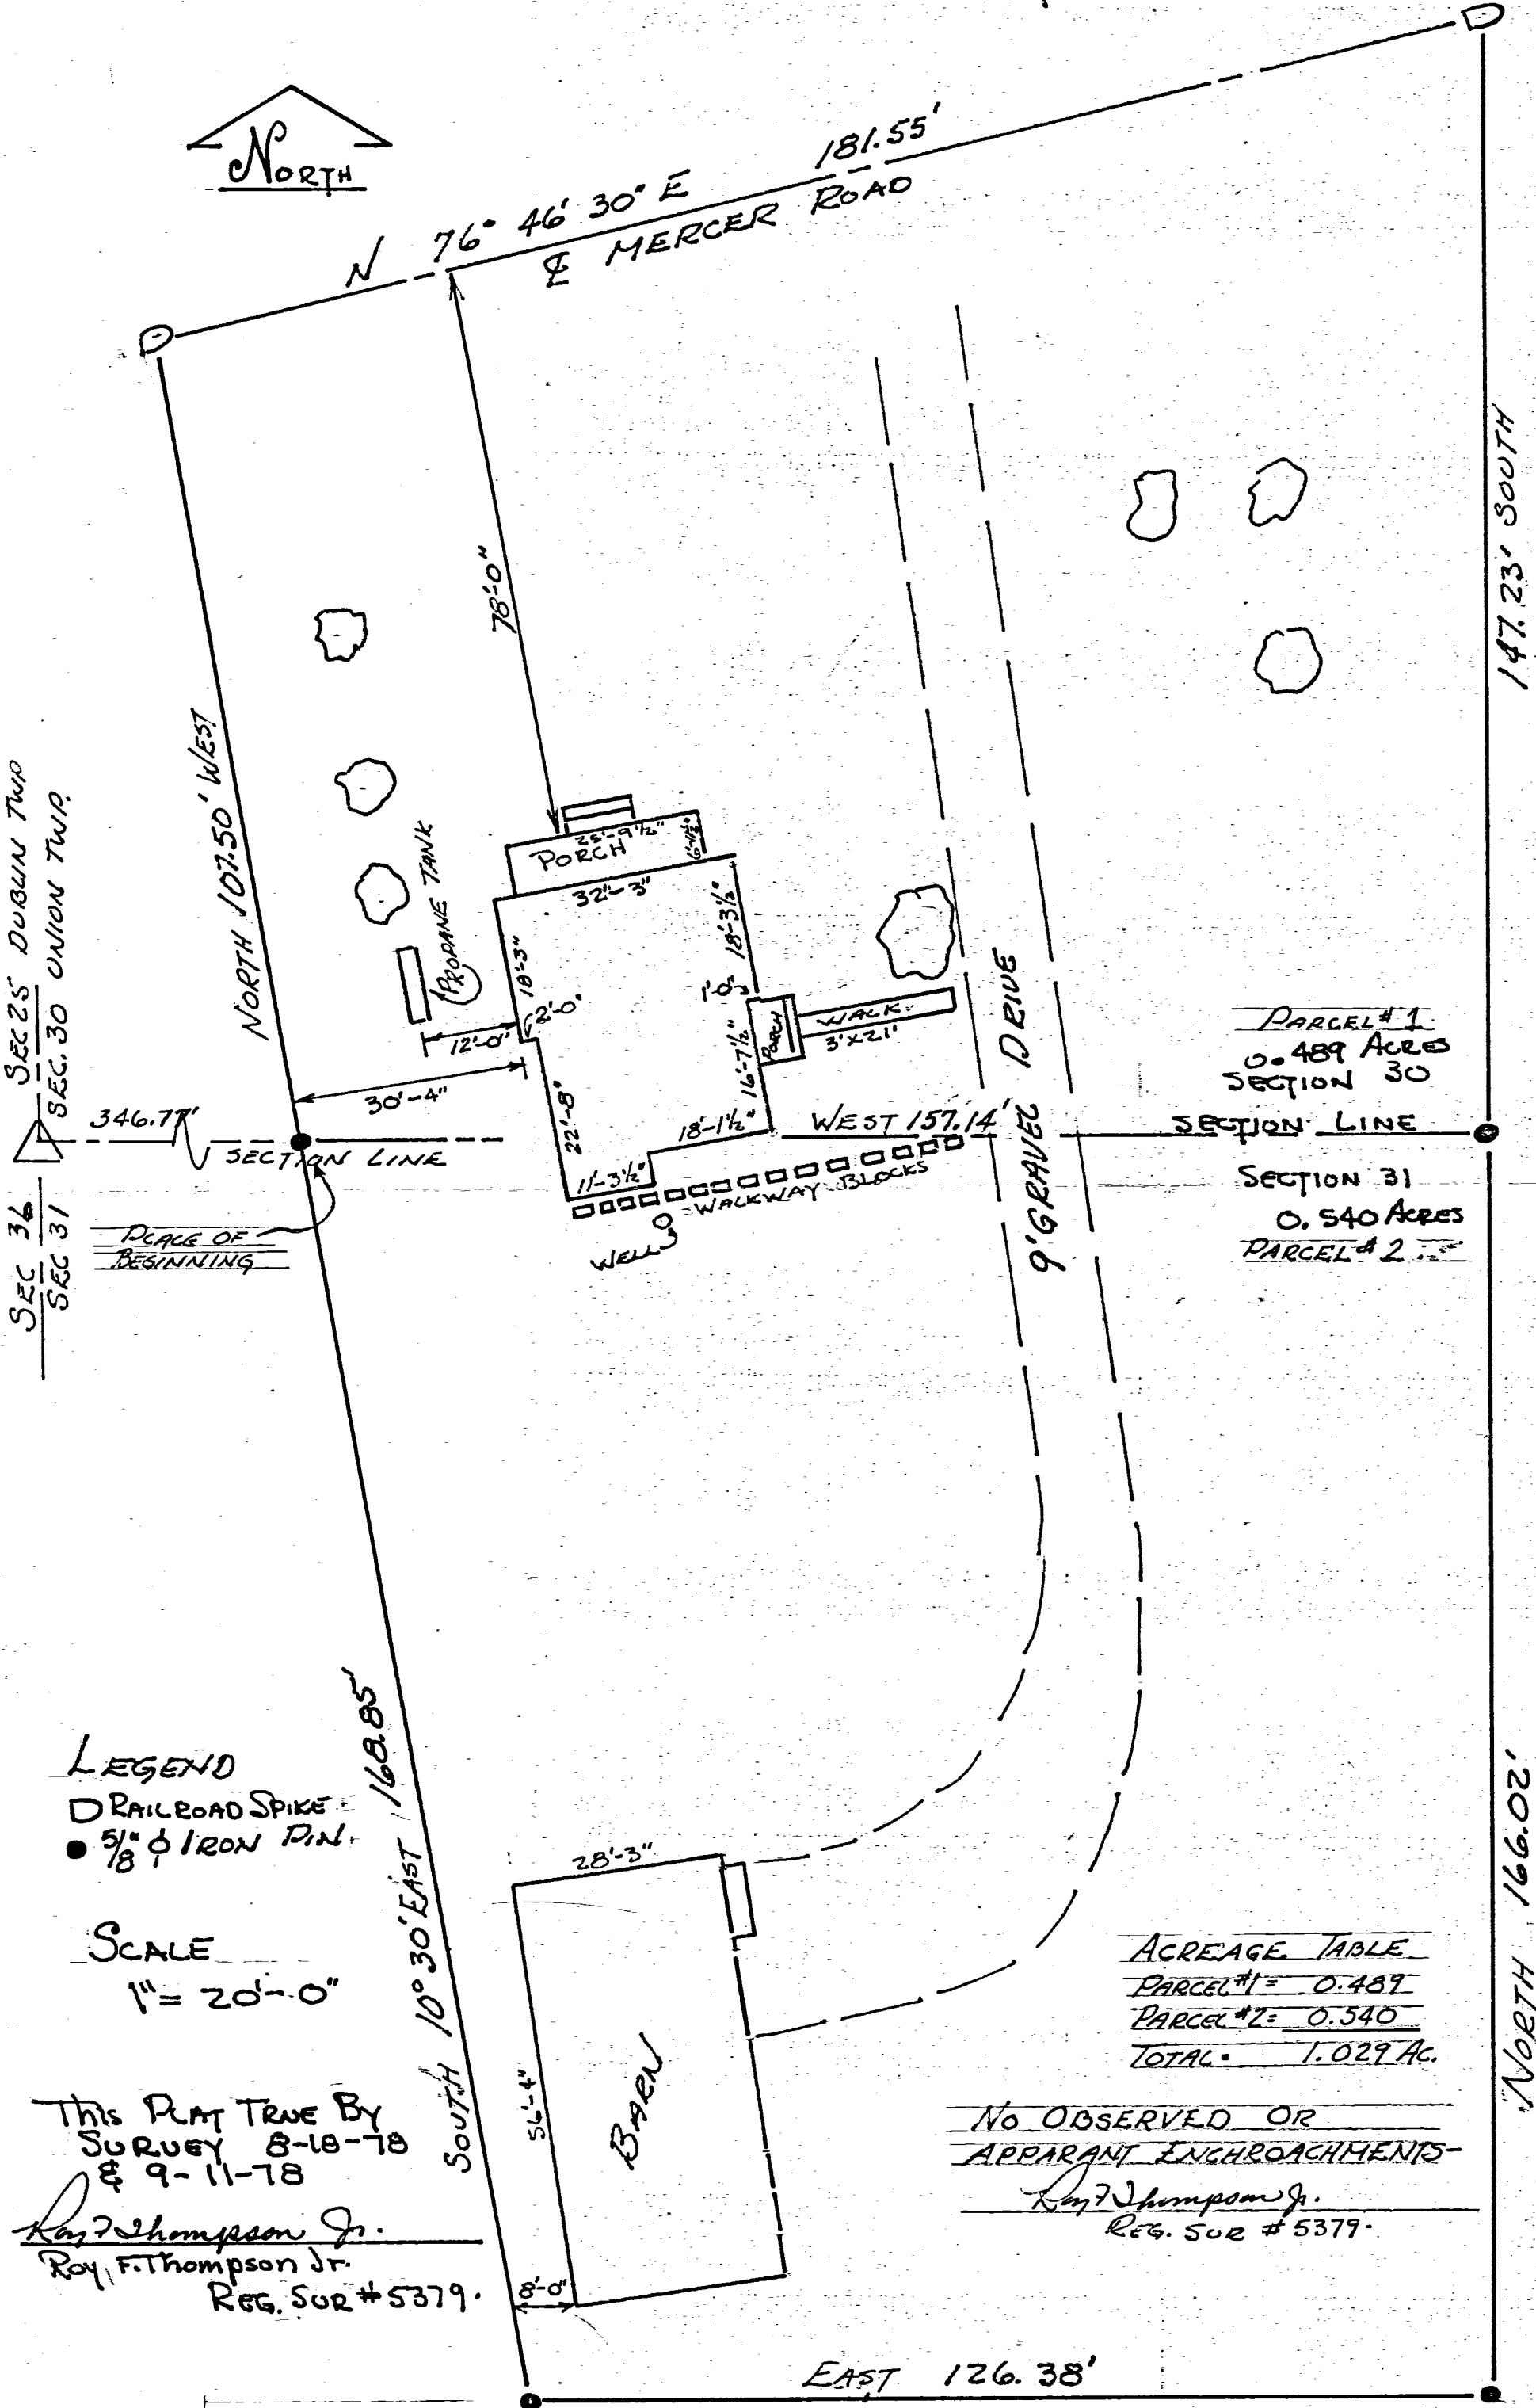 NORTH
N 76° 46' 30" E 181.55'
℄ MERCER ROAD
147.23' SOUTH
78'-0"
NORTH 107.50' WEST
SEC 25 DUBLIN TWP
SEC. 30 UNION TWP.
PROPANE TANK
25'-9½"
PORCH
6'-11½"
32'-3"
18'-3"
18'-3½"
2'-0"
1'-0"
12'-0"
PORCH
WALK
3'X21'
16'-7½"
30'-4"
22'-8"
18'-1½"
11'-3½"
9' GRAVEL DRIVE
PARCEL #1
0.489 ACRES
SECTION 30
346.77'
SECTION LINE
WEST 157.14'
SECTION LINE
SECTION 31
0.540 ACRES
PARCEL #2
WALKWAY BLOCKS
WELL
SEC 36
SEC 31
PLACE OF
BEGINNING
LEGEND
RAILROAD SPIKE
5/8" ϕ IRON PIN.
SCALE
1" = 20'-0"
SOUTH 10° 30' EAST 168.85'
28'-3"
56'-4"
BARN
8'-0"
NORTH 166.02'
ACREAGE TABLE
PARCEL #1 = 0.489
PARCEL #2 = 0.540
TOTAL = 1.029 AC.
This PLAT TRUE By
SURVEY 8-18-78
& 9-11-78
Roy F Thompson Jr.
Roy, F. Thompson Jr.
REG. SUR #5379.
NO OBSERVED OR
APPARANT ENCHROACHMENTS-
Roy F Thompson Jr.
REG. SUR #5379.
EAST 126.38'